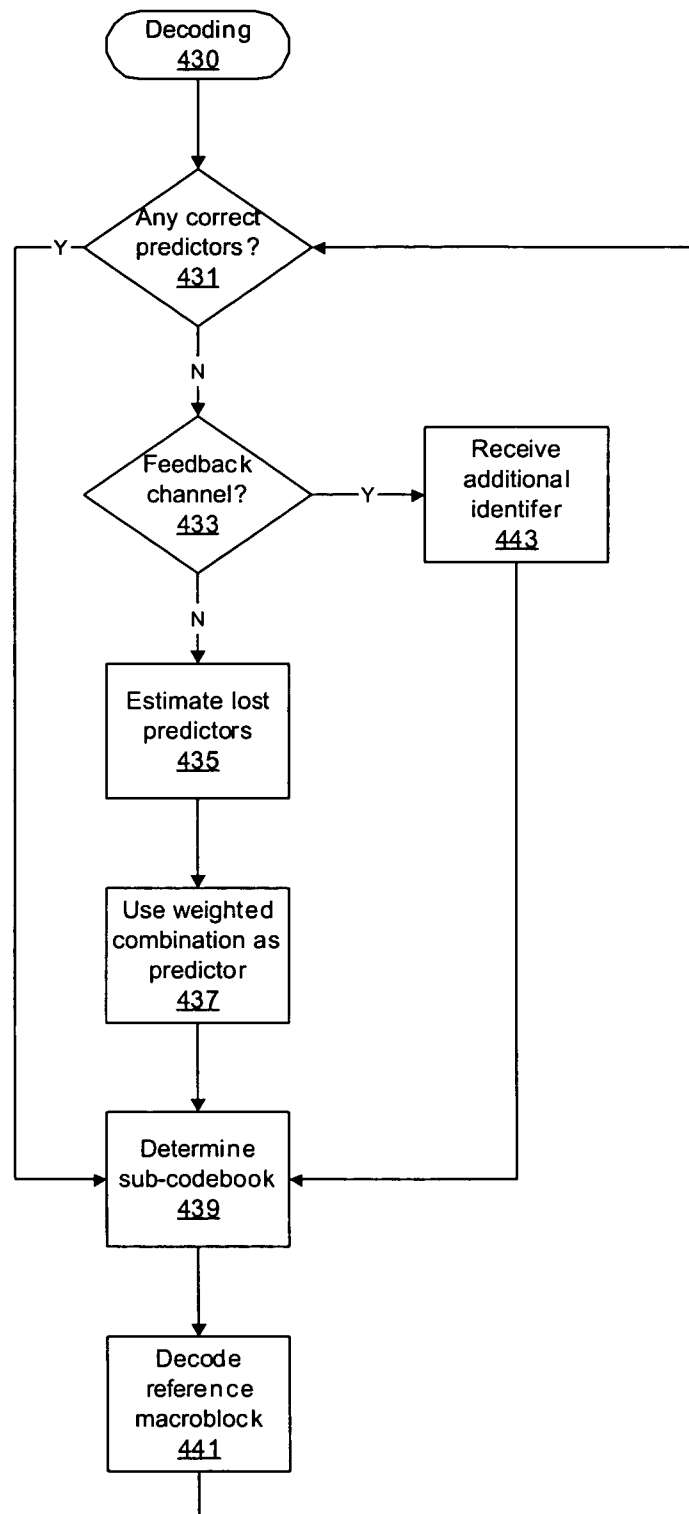 Decoding
430
Any correct
predictors?
431
Y
N
Feedback
channel?
433
Y
Receive
additional
identifer
443
N
Estimate lost
predictors
435
Use weighted
combination as
predictor
437
Determine
sub-codebook
439
Decode
reference
macroblock
441